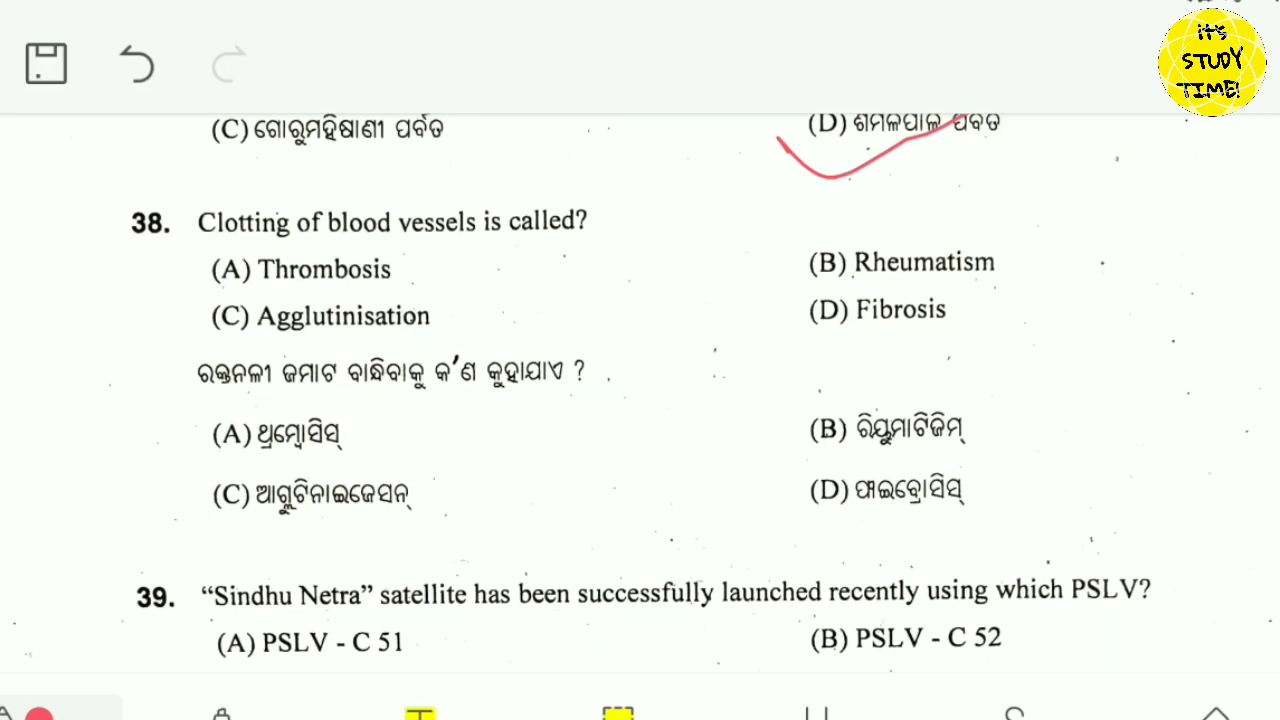 It's
STUDY
TIME!
(C) ଗୋରୁମହିଷାଣୀ ପର୍ବତ (D) ଶିମିଳିପାଳ ପର୍ବତ
38. Clotting of blood vessels is called?
(A) Thrombosis (B) Rheumatism
(C) Agglutinisation (D) Fibrosis
ରକ୍ତନଳୀ ଜମାଟ ବାନ୍ଧିବାକୁ କ'ଣ କୁହାଯାଏ ?
(A) ଥ୍ରମ୍ବୋସିସ୍ (B) ରିୟୁମାଟିଜିମ୍
(C) ଆଗ୍ଲୁଟିନାଇଜେସନ୍ (D) ଫାଇବ୍ରୋସିସ୍
39. “Sindhu Netra” satellite has been successfully launched recently using which PSLV?
(A) PSLV - C 51 (B) PSLV - C 52